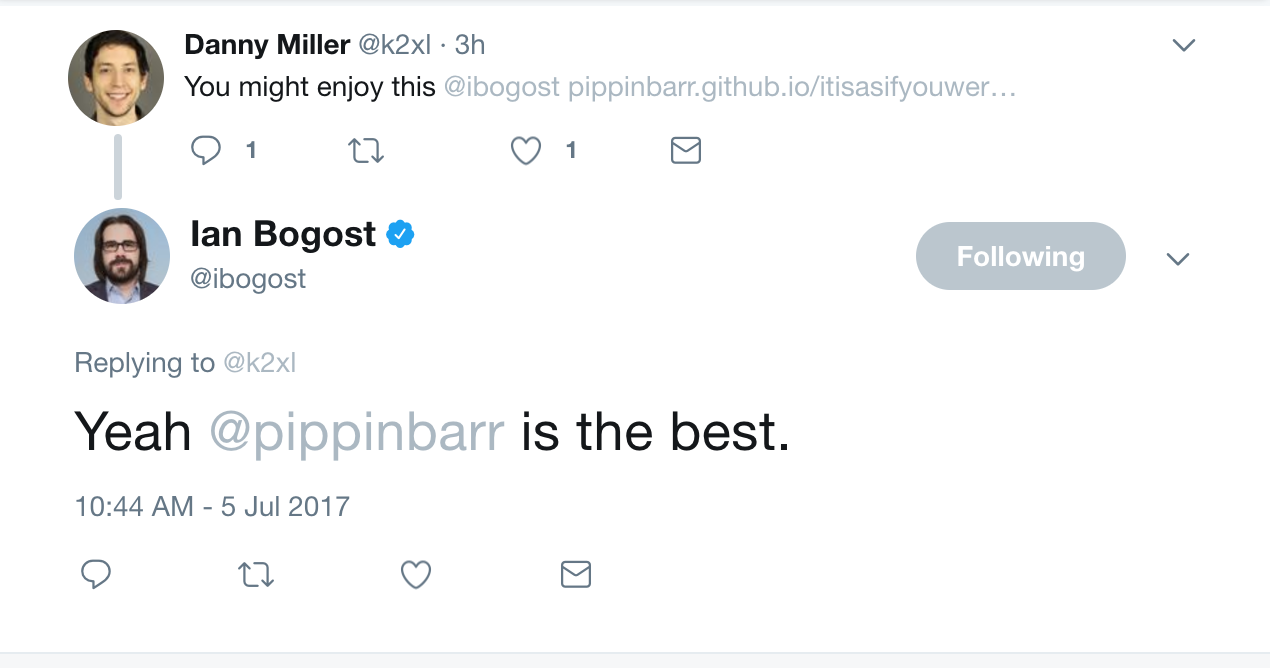 Danny Miller @k2xl · 3h
You might enjoy this @ibogost pippinbarr.github.io/itisasifyouwer…
1 1
Ian Bogost
@ibogost
Following
Replying to @k2xl
Yeah @pippinbarr is the best.
10:44 AM - 5 Jul 2017